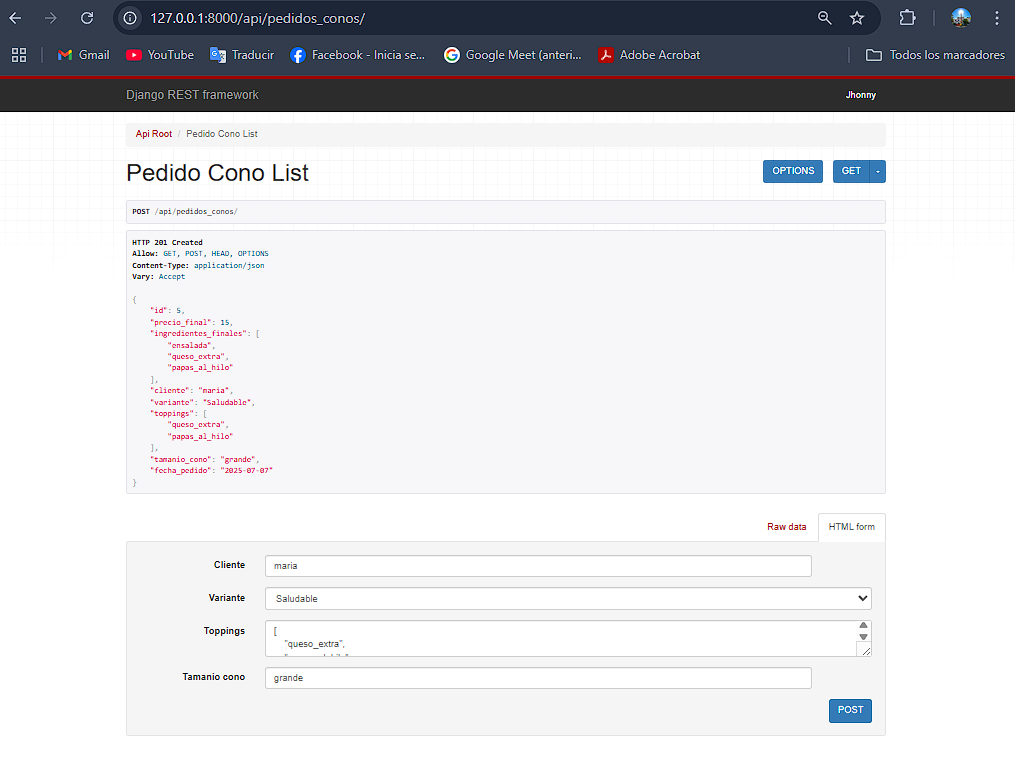 127.0.0.1:8000/api/pedidos_conos/
Gmail YouTube Traducir Facebook - Inicia se... Google Meet (anteri... Adobe Acrobat Todos los marcadores
Django REST framework Jhonny
Api Root / Pedido Cono List
Pedido Cono List OPTIONS GET
POST /api/pedidos_conos/
HTTP 201 Created
Allow: GET, POST, HEAD, OPTIONS
Content-Type: application/json
Vary: Accept
{
"id": 5,
"precio_final": 15,
"ingredientes_finales": [
"ensalada",
"queso_extra",
"papas_al_hilo"
],
"cliente": "maria",
"variante": "Saludable",
"toppings": [
"queso_extra",
"papas_al_hilo"
],
"tamanio_cono": "grande",
"fecha_pedido": "2025-07-07"
}
Raw data HTML form
Cliente maria
Variante Saludable
Toppings [
"queso_extra",
Tamanio cono grande
POST